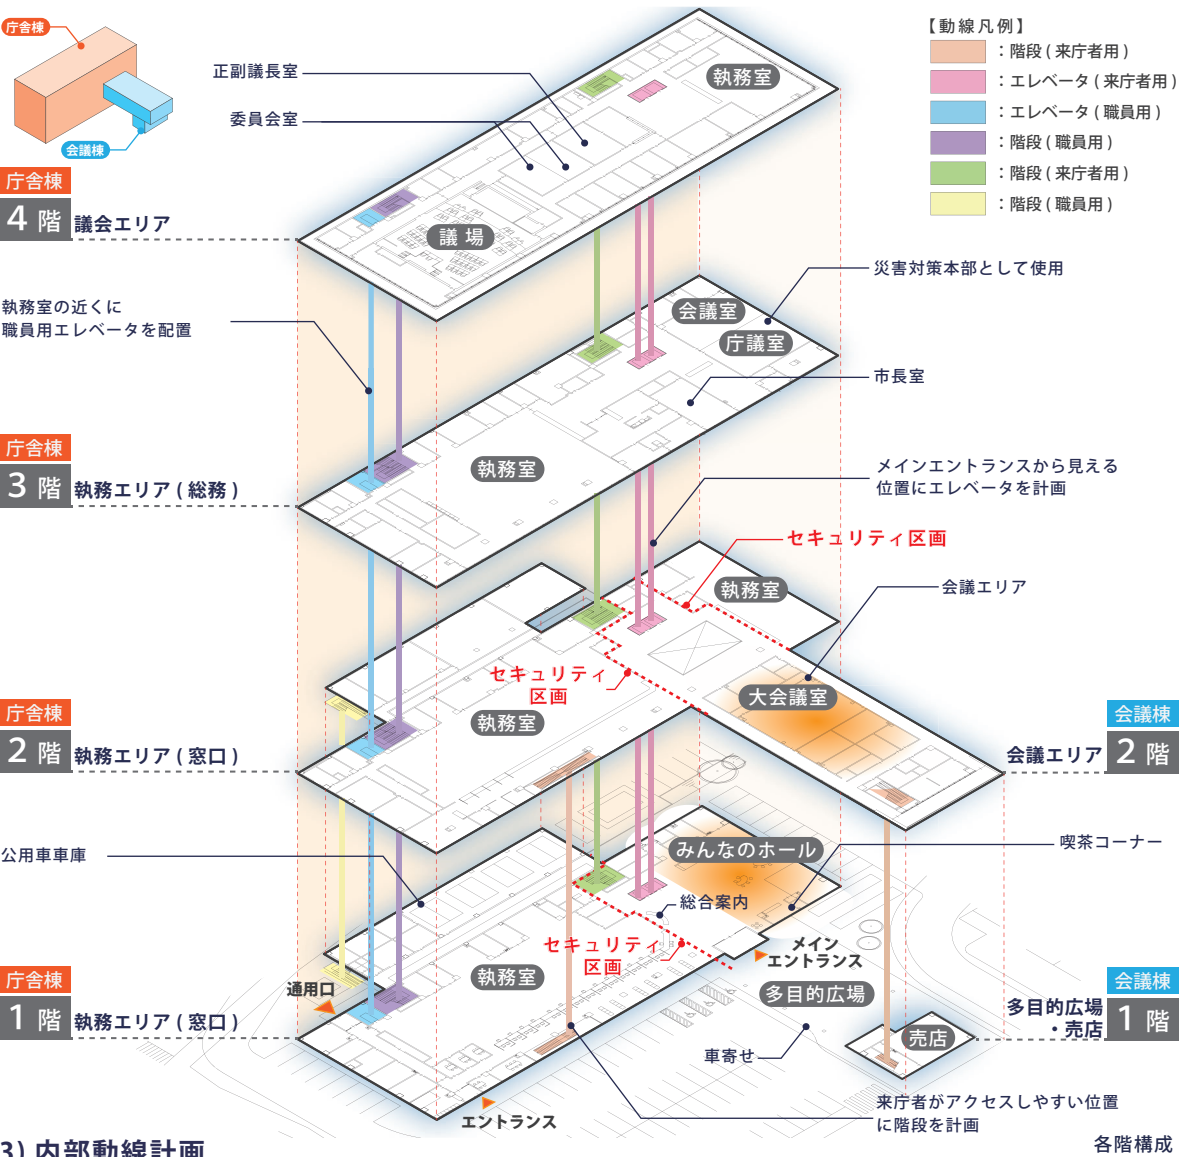 庁舎棟
会議棟
【動線凡例】
：階段(来庁者用)
：エレベータ(来庁者用)
：エレベータ(職員用)
：階段(職員用)
：階段(来庁者用)
：階段(職員用)
正副議長室
委員会室
執務室
議場
庁舎棟
4階 議会エリア
執務室の近くに
職員用エレベータを配置
災害対策本部として使用
会議室
庁議室
市長室
執務室
庁舎棟
3階 執務エリア(総務)
メインエントランスから見える
位置にエレベータを計画
セキュリティ区画
執務室
会議エリア
セキュリティ
区画
大会議室
執務室
庁舎棟
2階 執務エリア(窓口)
会議棟
会議エリア 2階
公用車車庫
みんなのホール
喫茶コーナー
総合案内
セキュリティ
区画
メイン
エントランス
執務室
通用口
多目的広場
庁舎棟
1階 執務エリア(窓口)
会議棟
多目的広場
・売店 1階
売店
車寄せ
エントランス
来庁者がアクセスしやすい位置
に階段を計画
各階構成
3)内部動線計画